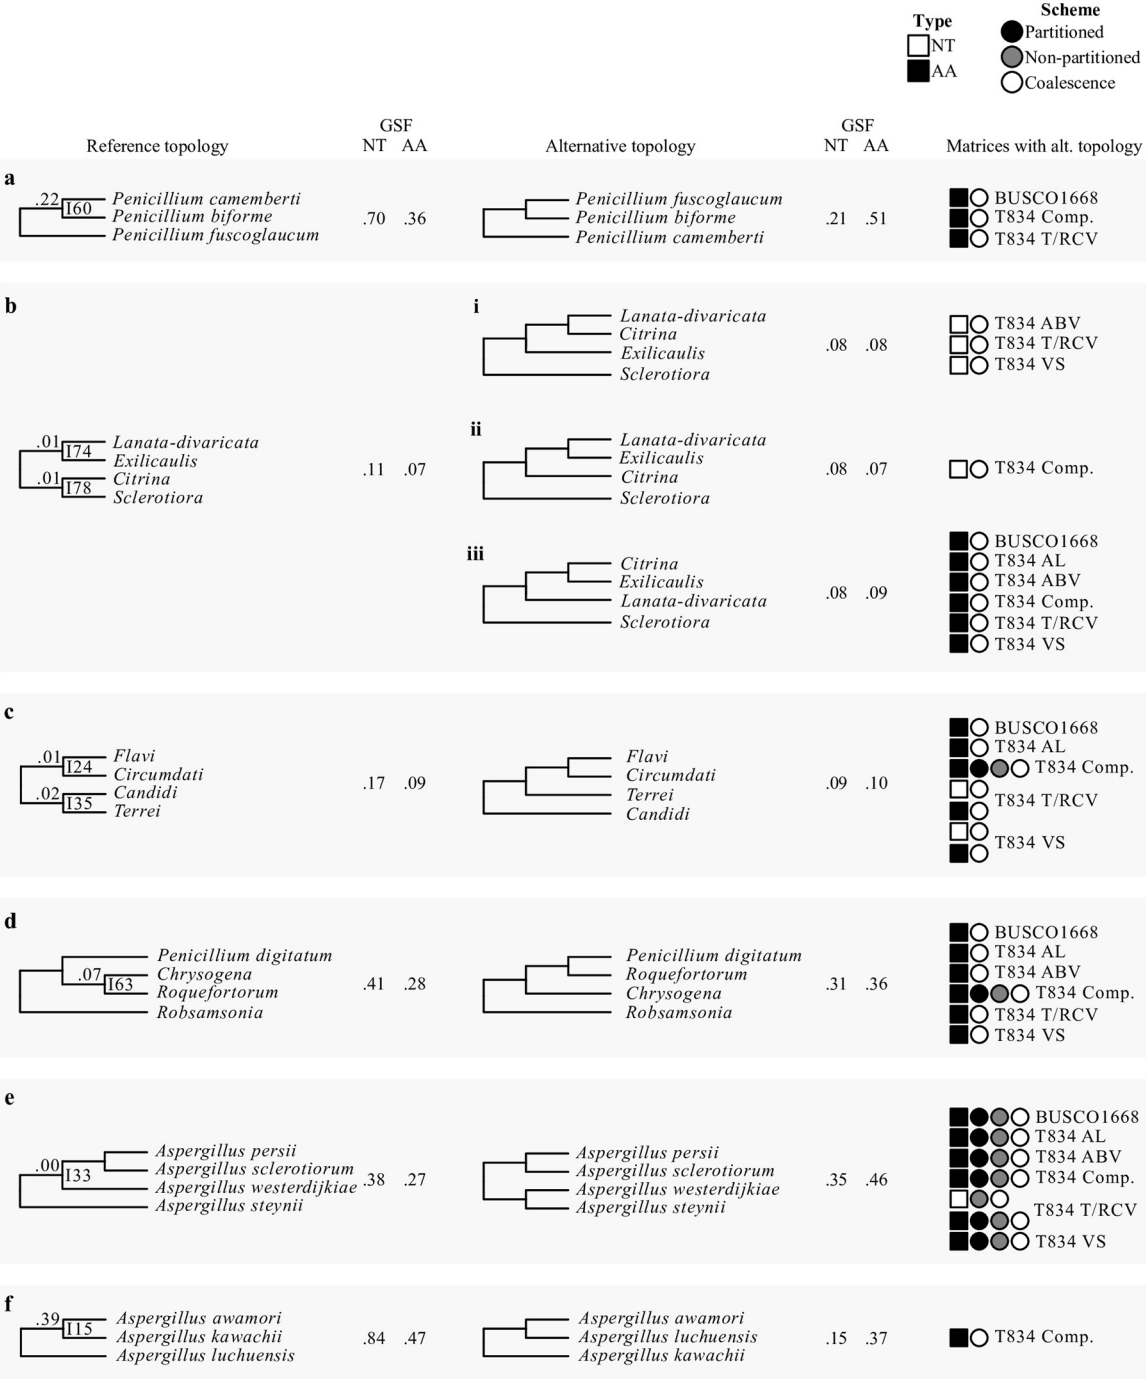 Type
NT
AA
Scheme
Partitioned
Non-partitioned
Coalescence
Reference topology
GSF
NT AA
Alternative topology
GSF
NT AA
Matrices with alt. topology
a
.22
I60
Penicillium camemberti
Penicillium biforme
Penicillium fuscoglaucum
.70 .36
Penicillium fuscoglaucum
Penicillium biforme
Penicillium camemberti
.21 .51
BUSCO1668
T834 Comp.
T834 T/RCV
b
.01
I74
.01
I78
Lanata-divaricata
Exilicaulis
Citrina
Sclerotiora
.11 .07
i
Lanata-divaricata
Citrina
Exilicaulis
Sclerotiora
.08 .08
T834 ABV
T834 T/RCV
T834 VS
ii
Lanata-divaricata
Exilicaulis
Citrina
Sclerotiora
.08 .07
T834 Comp.
iii
Citrina
Exilicaulis
Lanata-divaricata
Sclerotiora
.08 .09
BUSCO1668
T834 AL
T834 ABV
T834 Comp.
T834 T/RCV
T834 VS
c
.01
I24
.02
I35
Flavi
Circumdati
Candidi
Terrei
.17 .09
Flavi
Circumdati
Terrei
Candidi
.09 .10
BUSCO1668
T834 AL
T834 Comp.
T834 T/RCV
T834 VS
d
.07
I63
Penicillium digitatum
Chrysogena
Roquefortorum
Robsamsonia
.41 .28
Penicillium digitatum
Roquefortorum
Chrysogena
Robsamsonia
.31 .36
BUSCO1668
T834 AL
T834 ABV
T834 Comp.
T834 T/RCV
T834 VS
e
.00
I33
Aspergillus persii
Aspergillus sclerotiorum
Aspergillus westerdijkiae
Aspergillus steynii
.38 .27
Aspergillus persii
Aspergillus sclerotiorum
Aspergillus westerdijkiae
Aspergillus steynii
.35 .46
BUSCO1668
T834 AL
T834 ABV
T834 Comp.
T834 T/RCV
T834 VS
f
.39
I15
Aspergillus awamori
Aspergillus kawachii
Aspergillus luchuensis
.84 .47
Aspergillus awamori
Aspergillus luchuensis
Aspergillus kawachii
.15 .37
T834 Comp.